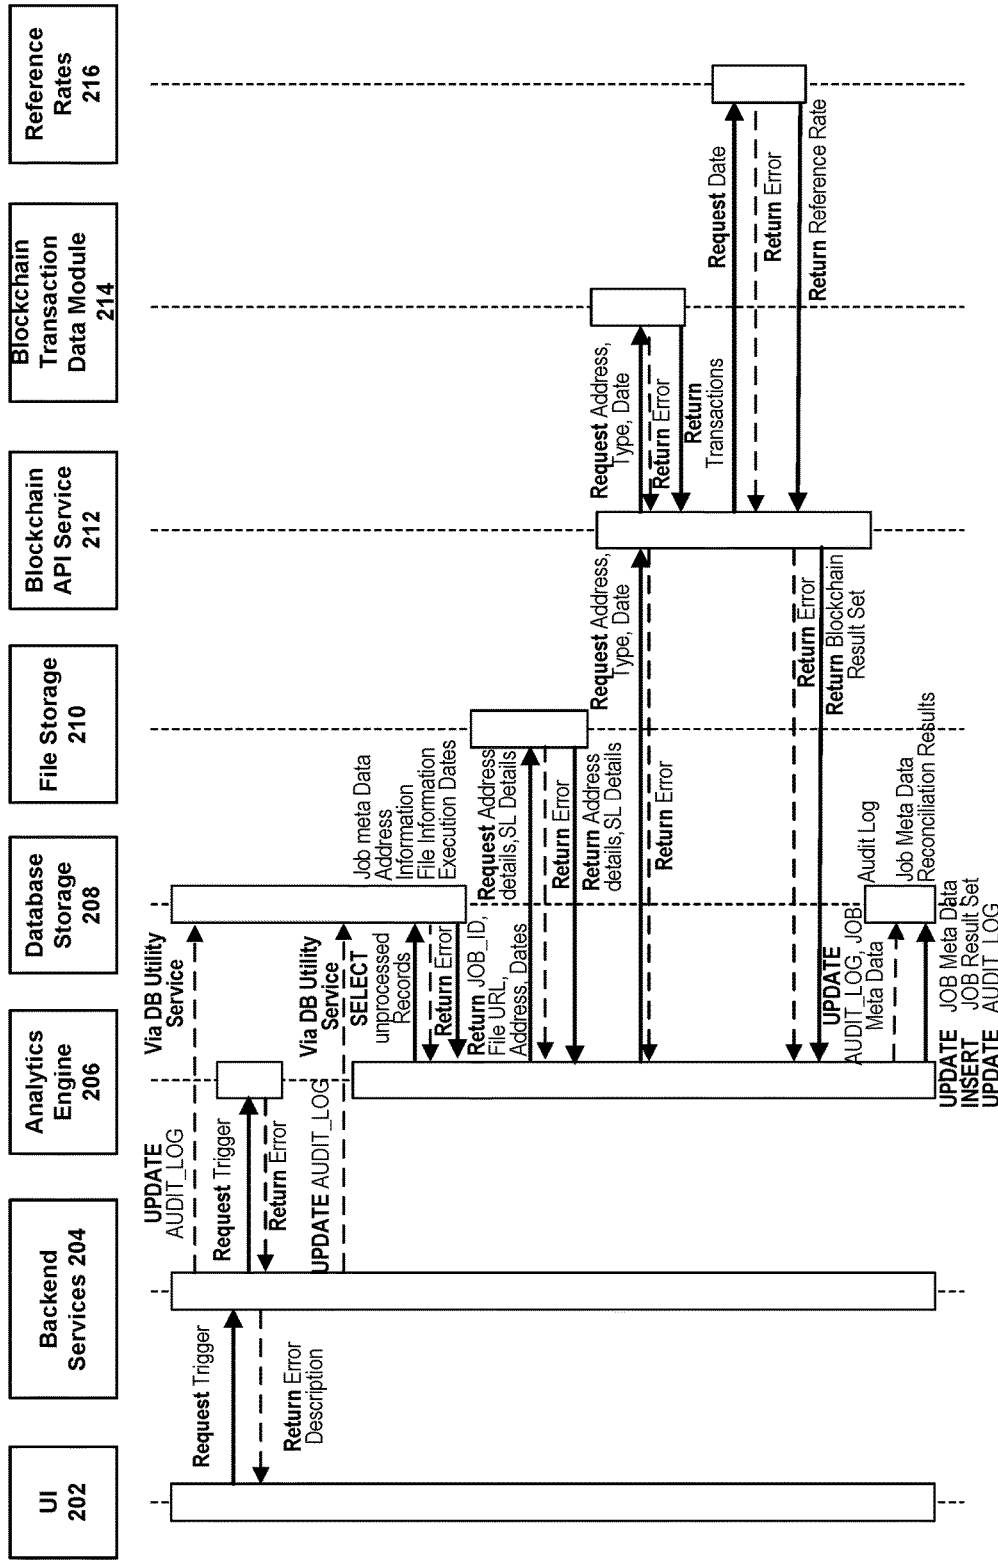 UI
202
Backend
Services 204
Analytics
Engine
206
Database
Storage
208
File Storage
210
Blockchain
API Service
212
Blockchain
Transaction
Data Module
214
Reference
Rates
216
Request Trigger
Return Error
Description
UPDATE
AUDIT_LOG
Request Trigger
Return Error
UPDATE AUDIT_LOG
Via DB Utility
Service
Via DB Utility
Service
SELECT
unprocessed
Records
Return Error
Return JOB_ID,
File URL,
Address, Dates
Job meta Data
Address
Information
File Information
Execution Dates
Request Address
details,SL Details
Return Error
Return Address
details,SL Details
Request Address,
Type, Date
Return Error
Request Address,
Type, Date
Return Error
Return
Transactions
Request Date
Return Error
Return Reference Rate
Return Error
Return Blockchain
Result Set
UPDATE
AUDIT_LOG, JOB
Meta Data
Audit Log
Job Meta Data
Reconciliation Results
UPDATE JOB Meta Data
INSERT JOB Result Set
UPDATE AUDIT_LOG